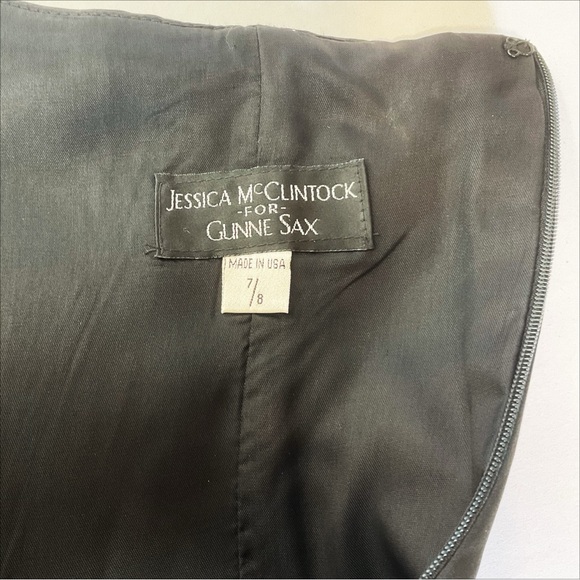 JESSICA MCCLINTOCK
-FOR-
GUNNE SAX
MADE IN USA
7/8